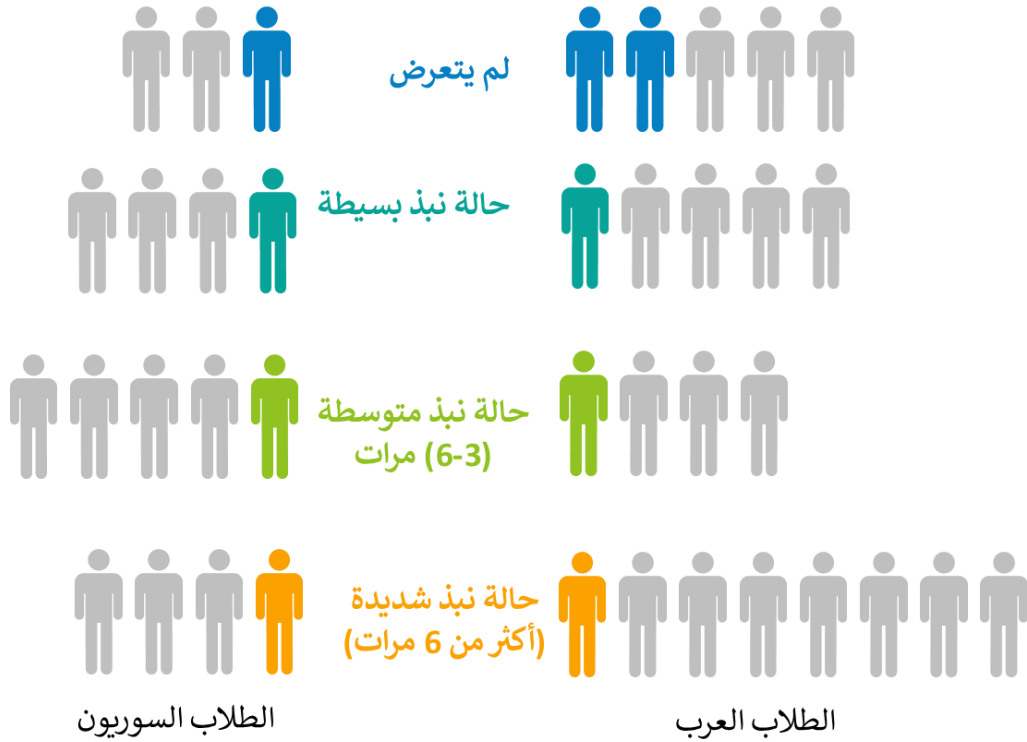 لم يتعرض
حالة نبذ بسيطة
حالة نبذ متوسطة
(3-6) مرات
حالة نبذ شديدة
(أكثر من 6 مرات)
الطلاب العرب
الطلاب السوريون